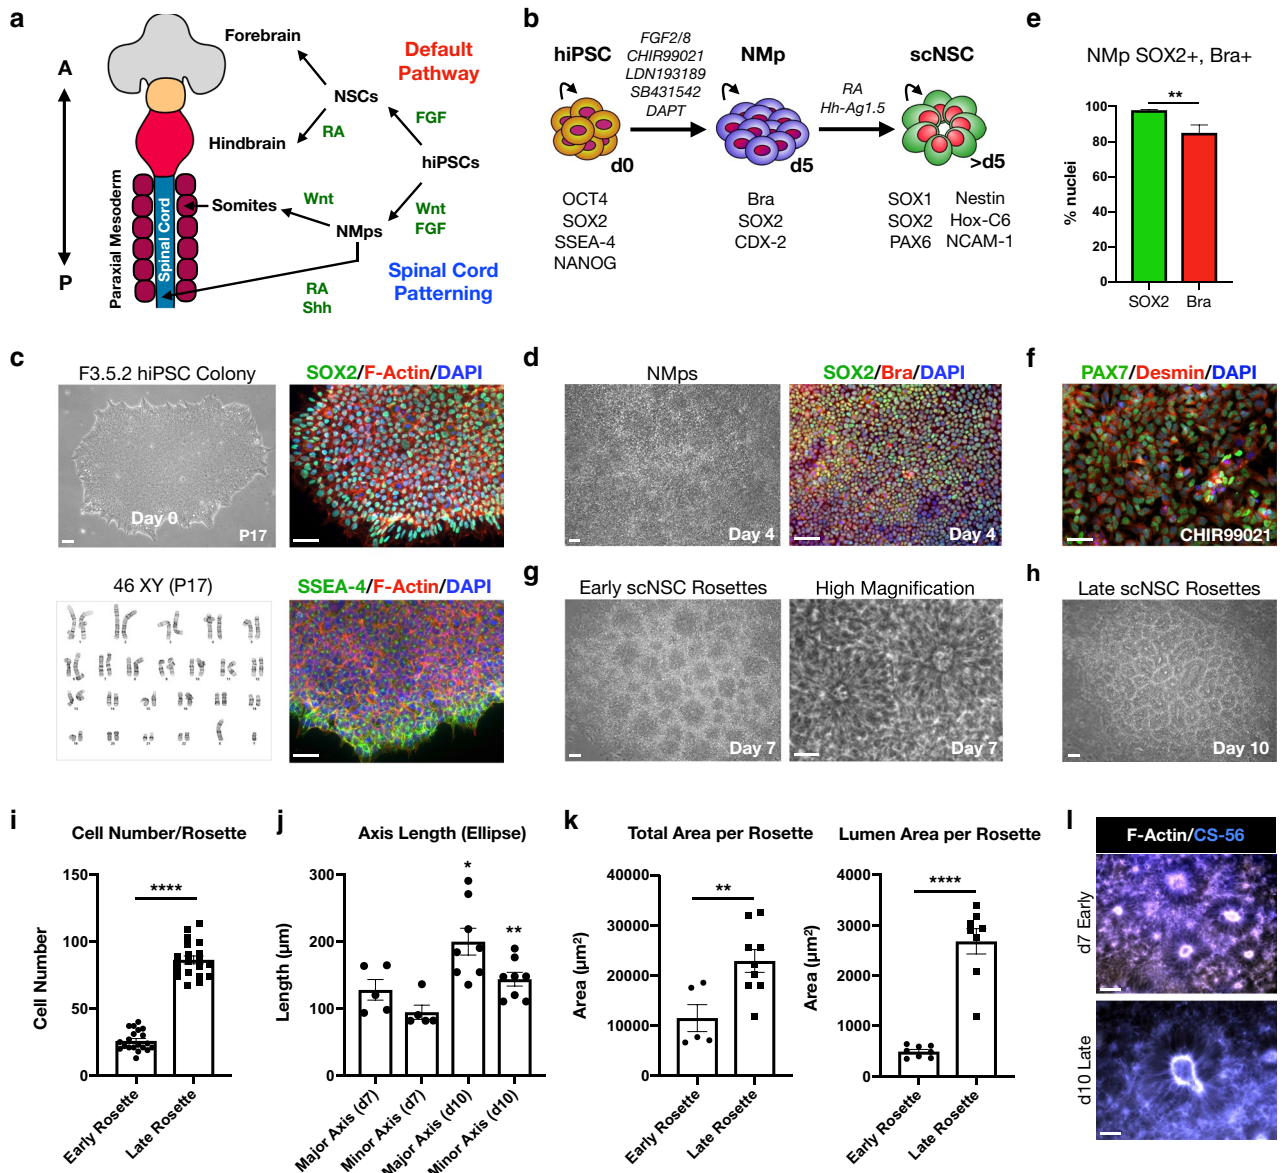 a
Forebrain
Default
Pathway
A
NSCs
FGF
RA
Hindbrain
hiPSCs
Paraxial Mesoderm
Spinal Cord
Somites
Wnt
Wnt
FGF
NMps
P
RA
Shh
Spinal Cord
Patterning
b
hiPSC
FGF2/8
CHIR99021
LDN193189
SB431542
DAPT
NMp
RA
Hh-Ag1.5
scNSC
d0
d5
>d5
OCT4
SOX2
SSEA-4
NANOG
Bra
SOX2
CDX-2
SOX1
SOX2
PAX6
Nestin
Hox-C6
NCAM-1
e
NMp SOX2+, Bra+
**
% nuclei
100
80
60
40
20
0
SOX2
Bra
c
F3.5.2 hiPSC Colony
Day 0
P17
SOX2/F-Actin/DAPI
46 XY (P17)
SSEA-4/F-Actin/DAPI
d
NMps
Day 4
SOX2/Bra/DAPI
Day 4
f
PAX7/Desmin/DAPI
CHIR99021
g
Early scNSC Rosettes
Day 7
High Magnification
Day 7
h
Late scNSC Rosettes
Day 10
i
Cell Number/Rosette
****
Cell Number
150
100
50
0
Early Rosette
Late Rosette
j
Axis Length (Ellipse)
*
**
Length (µm)
300
200
100
0
Major Axis (d7)
Minor Axis (d7)
Major Axis (d10)
Minor Axis (d10)
k
Total Area per Rosette
**
Area (µm²)
40000
30000
20000
10000
0
Early Rosette
Late Rosette
Lumen Area per Rosette
****
Area (µm²)
4000
3000
2000
1000
0
Early Rosette
Late Rosette
l
F-Actin/CS-56
d7 Early
d10 Late